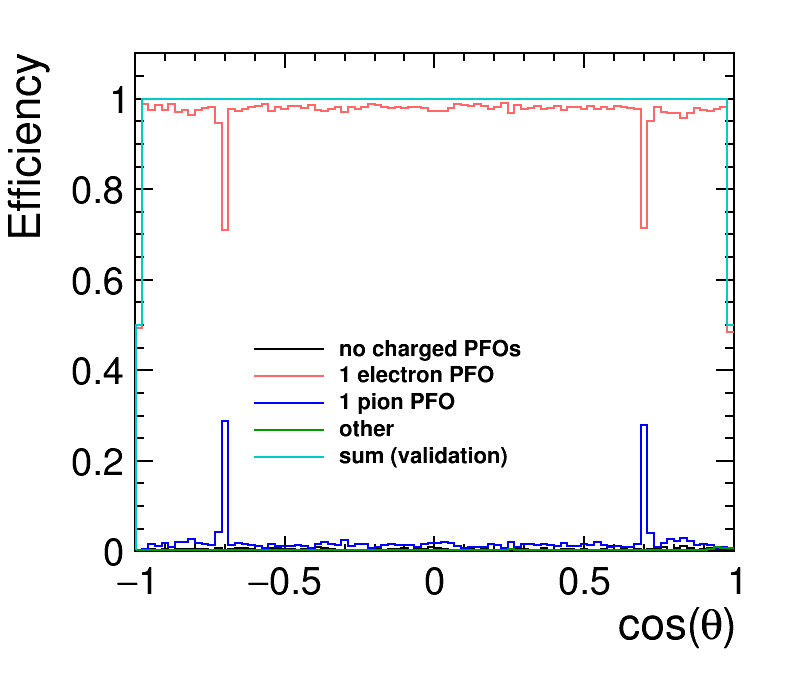 Efficiency
1
0.8
0.6
0.4
0.2
0
no charged PFOs
1 electron PFO
1 pion PFO
other
sum (validation)
−1 −0.5 0 0.5 1
cos(θ)